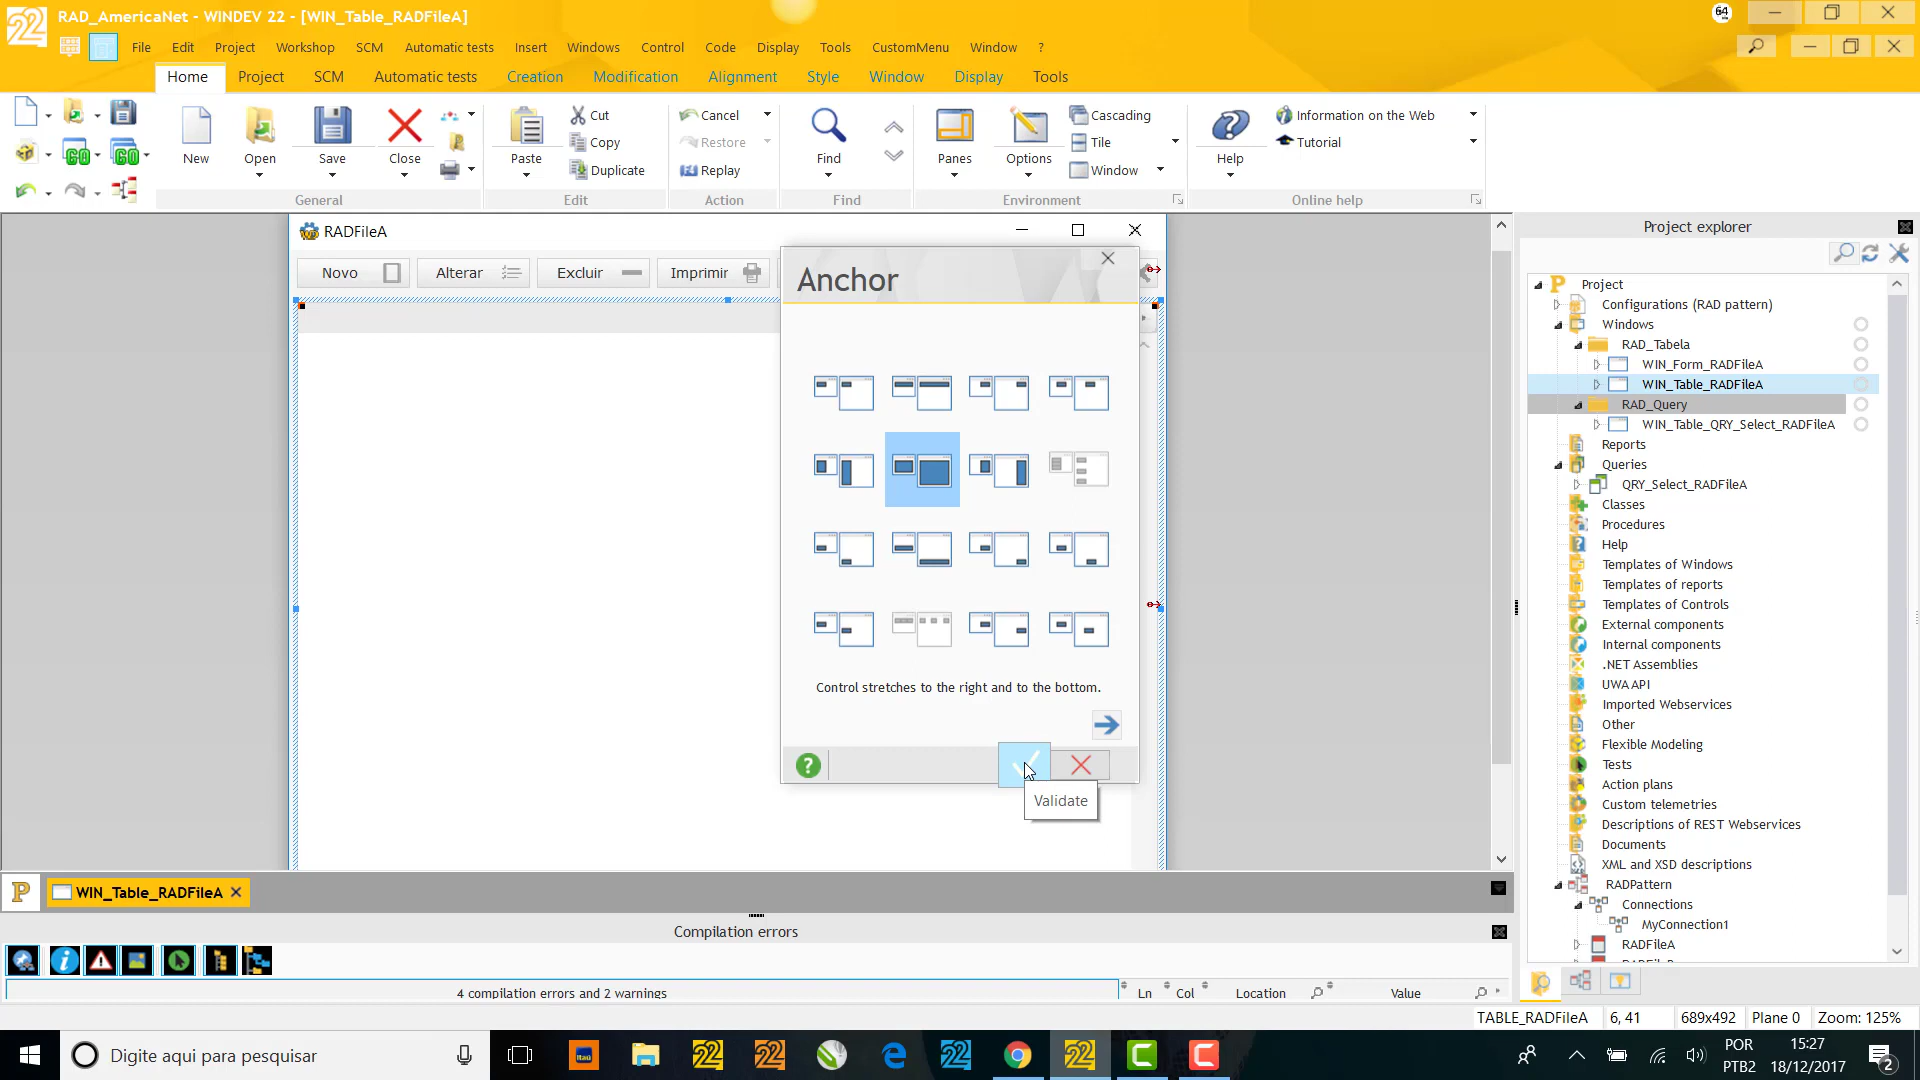 RAD_AmericaNet - WINDEV 22 - [WIN_Table_RADFileA]
64
File Edit Project Workshop SCM Automatic tests Insert Windows Control Code Display Tools CustomMenu Window ?
Home Project SCM Automatic tests Creation Modification Alignment Style Window Display Tools
New Open Save Close Paste Cut Copy Duplicate Cancel Restore Replay Find Panes Options Cascading Tile Window Help Information on the Web Tutorial
General Edit Action Find Environment Online help
RADFileA
Novo Alterar Excluir Imprimir
Anchor
Control stretches to the right and to the bottom.
Validate
Project explorer
Project
Configurations (RAD pattern)
Windows
RAD_Tabela
WIN_Form_RADFileA
WIN_Table_RADFileA
RAD_Query
WIN_Table_QRY_Select_RADFileA
Reports
Queries
QRY_Select_RADFileA
Classes
Procedures
Help
Templates of Windows
Templates of reports
Templates of Controls
External components
Internal components
.NET Assemblies
UWA API
Imported Webservices
Other
Flexible Modeling
Tests
Action plans
Custom telemetries
Descriptions of REST Webservices
Documents
XML and XSD descriptions
RADPattern
Connections
MyConnection1
RADFileA
WIN_Table_RADFileA
Compilation errors
4 compilation errors and 2 warnings Ln Col Location Value
TABLE_RADFileA 6, 41 689x492 Plane 0 Zoom: 125%
Digite aqui para pesquisar
POR
PTB2
15:27
18/12/2017
2